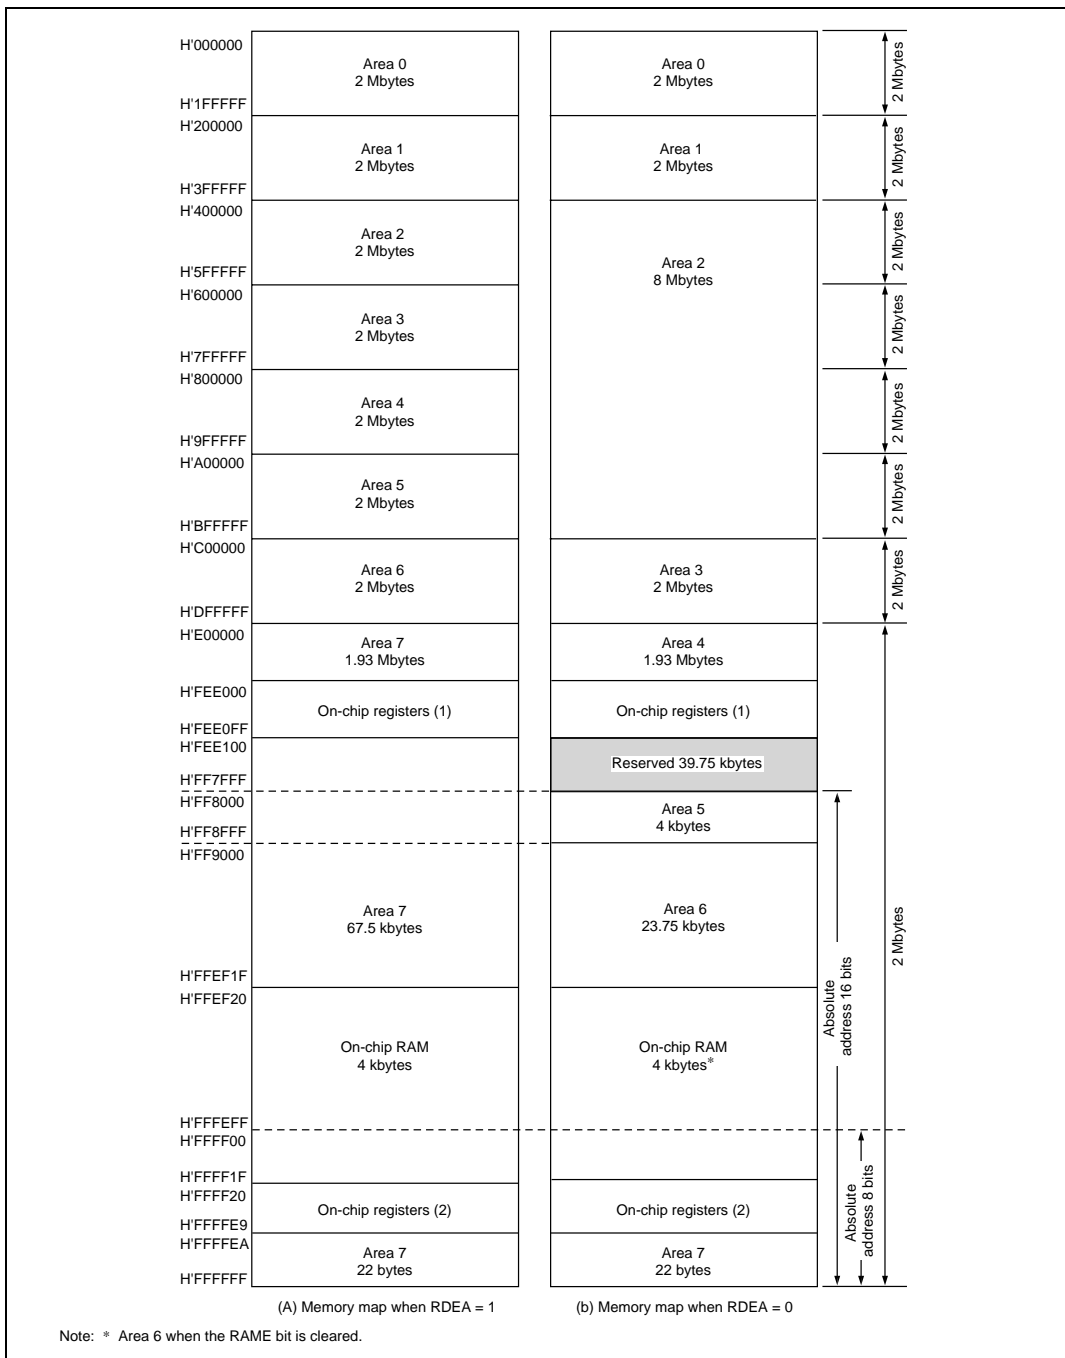 H'000000
Area 0
2 Mbytes
Area 0
2 Mbytes
2 Mbytes
H'1FFFFF
H'200000
Area 1
2 Mbytes
Area 1
2 Mbytes
2 Mbytes
H'3FFFFF
H'400000
Area 2
2 Mbytes
Area 2
8 Mbytes
2 Mbytes
H'5FFFFF
H'600000
Area 3
2 Mbytes
2 Mbytes
H'7FFFFF
H'800000
Area 4
2 Mbytes
2 Mbytes
H'9FFFFF
H'A00000
Area 5
2 Mbytes
2 Mbytes
H'BFFFFF
H'C00000
Area 6
2 Mbytes
Area 3
2 Mbytes
2 Mbytes
H'DFFFFF
H'E00000
Area 7
1.93 Mbytes
Area 4
1.93 Mbytes
H'FEE000
On-chip registers (1)
On-chip registers (1)
H'FEE0FF
H'FEE100
Reserved 39.75 kbytes
H'FF7FFF
H'FF8000
Area 5
4 kbytes
H'FF8FFF
H'FF9000
Area 7
67.5 kbytes
Area 6
23.75 kbytes
2 Mbytes
Absolute
address 16 bits
H'FFEF1F
H'FFEF20
On-chip RAM
4 kbytes
On-chip RAM
4 kbytes*
H'FFFEFF
H'FFFF00
H'FFFF1F
H'FFFF20
On-chip registers (2)
On-chip registers (2)
Absolute
address 8 bits
H'FFFFE9
H'FFFFEA
Area 7
22 bytes
Area 7
22 bytes
H'FFFFFF
(A) Memory map when RDEA = 1
(b) Memory map when RDEA = 0
Note: * Area 6 when the RAME bit is cleared.